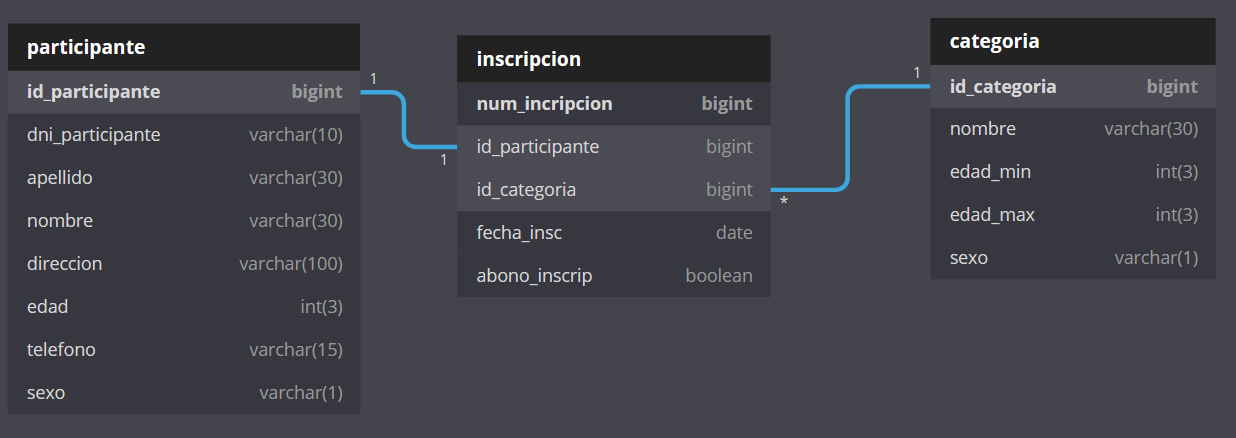 participante
id_participante bigint
dni_participante varchar(10)
apellido varchar(30)
nombre varchar(30)
direccion varchar(100)
edad int(3)
telefono varchar(15)
sexo varchar(1)
1
1
inscripcion
num_incripcion bigint
id_participante bigint
id_categoria bigint
fecha_insc date
abono_inscrip boolean
*
1
categoria
id_categoria bigint
nombre varchar(30)
edad_min int(3)
edad_max int(3)
sexo varchar(1)